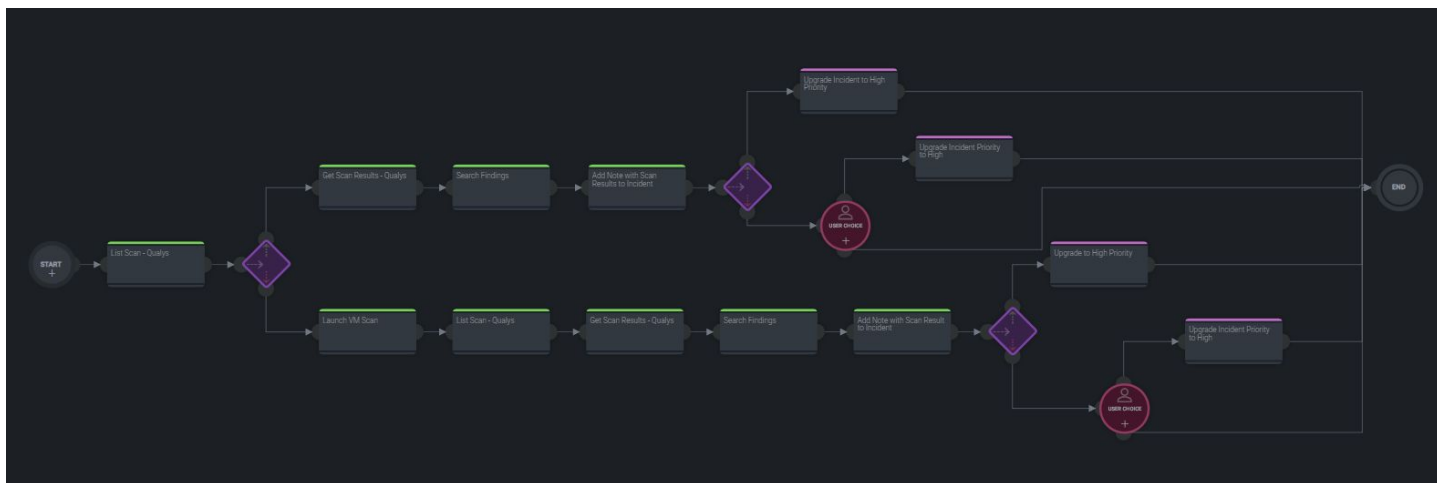 Upgrade Incident to High
Priority
Upgrade Incident Priority
to High
Get Scan Results - Qualys
Search Findings
Add Note with Scan
Results to Incident
END
USER CHOICE
START
List Scan - Qualys
Upgrade to High Priority
Launch VM Scan
List Scan - Qualys
Get Scan Results - Qualys
Search Findings
Add Note with Scan Result
to Incident
Upgrade Incident Priority
to High
USER CHOICE